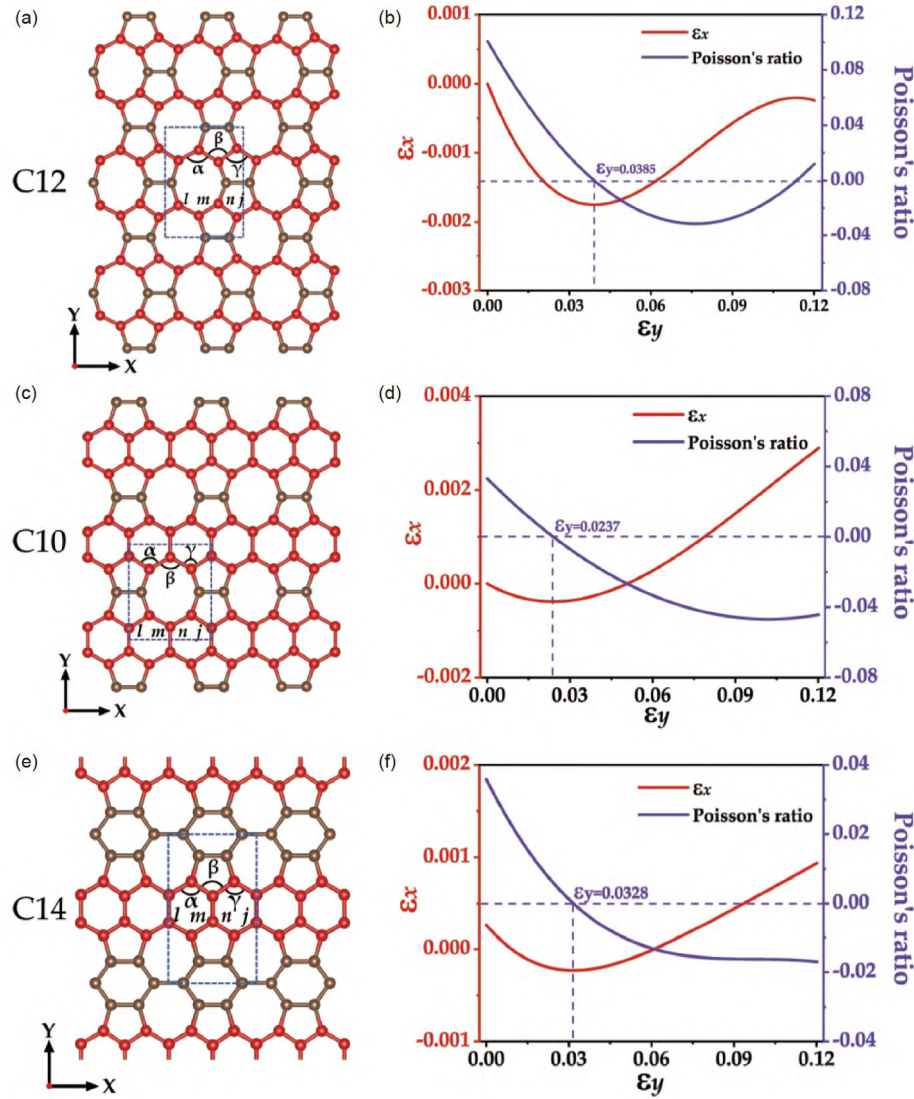 (a)
C12
α
β
γ
l m n j
Y
X
(b)
0.001
0.000
-0.001
-0.002
-0.003
εx
εx
Poisson's ratio
εy=0.0385
0.12
0.08
0.04
0.00
-0.04
-0.08
Poisson's ratio
0.00 0.03 0.06 0.09 0.12
εy
(c)
C10
α
β
γ
l m n j
Y
X
(d)
0.004
0.002
0.000
-0.002
εx
εx
Poisson's ratio
εy=0.0237
0.08
0.04
0.00
-0.04
-0.08
Poisson's ratio
0.00 0.03 0.06 0.09 0.12
εy
(e)
C14
β
α
γ
l m n j
Y
X
(f)
0.002
0.001
0.000
-0.001
εx
εx
Poisson's ratio
εy=0.0328
0.04
0.02
0.00
-0.02
-0.04
Poisson's ratio
0.00 0.03 0.06 0.09 0.12
εy